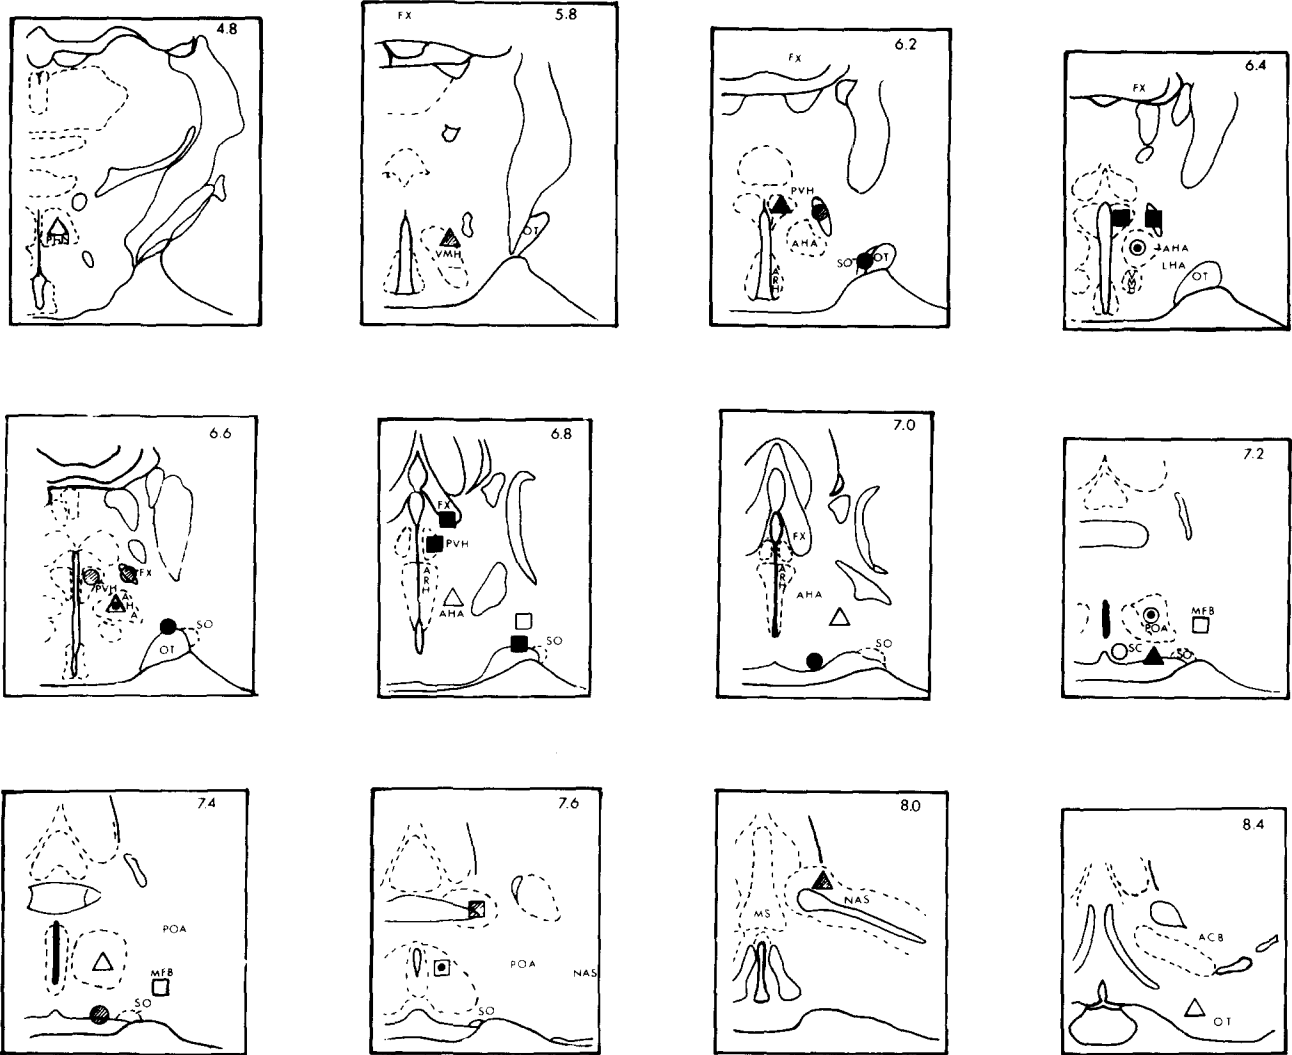 4.8
FX 5.8
VMH
OT
6.2
FX
PVH
AHA
SO OT
ARH
6.4
FX
AHA
LHA
OT
6.6
PVH
FX
AHA
SO
OT
6.8
FX
PVH
ARH
AHA
SO
7.0
FX
ARH
AHA
SO
7.2
MFB
POA
SC
SO
7.4
POA
MFB
SO
7.6
POA
NAS
SO
8.0
NAS
MS
8.4
ACB
OT